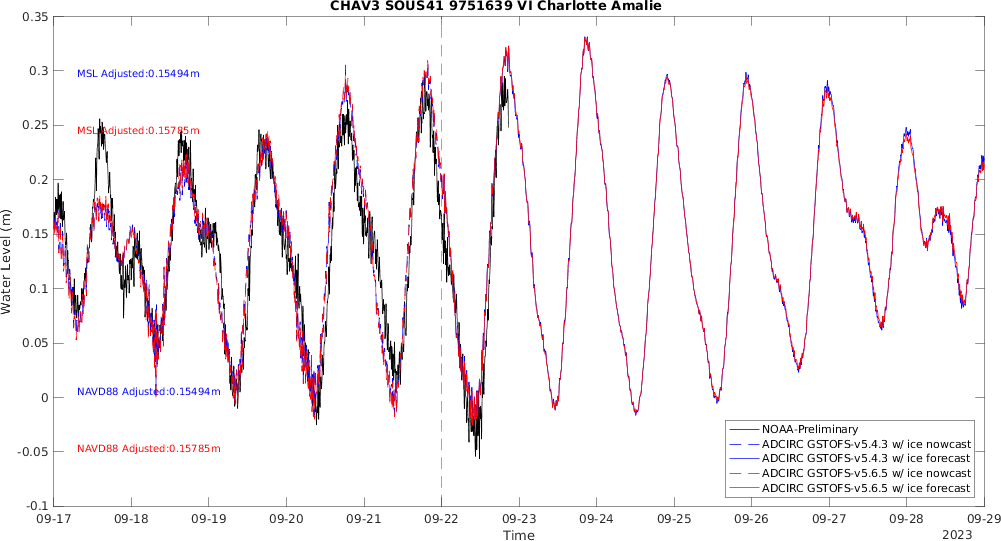 CHAV3 SOUS41 9751639 VI Charlotte Amalie
0.35
0.3
0.25
0.2
0.15
0.1
0.05
0
-0.05
-0.1
Water Level (m)
MSL Adjusted:0.15494m
MSL Adjusted:0.15785m
NAVD88 Adjusted:0.15494m
NAVD88 Adjusted:0.15785m
NOAA-Preliminary
ADCIRC GSTOFS-v5.4.3 w/ ice nowcast
ADCIRC GSTOFS-v5.4.3 w/ ice forecast
ADCIRC GSTOFS-v5.6.5 w/ ice nowcast
ADCIRC GSTOFS-v5.6.5 w/ ice forecast
09-17 09-18 09-19 09-20 09-21 09-22 09-23 09-24 09-25 09-26 09-27 09-28 09-29
Time
2023